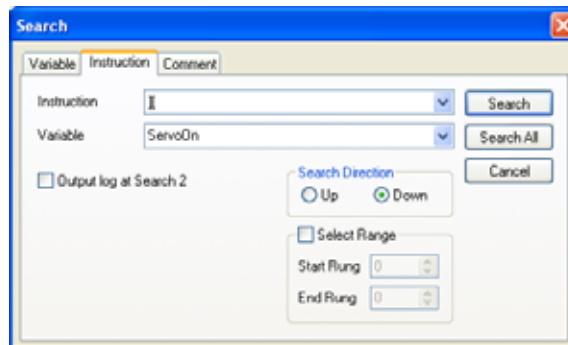 Search
Variable Instruction Comment
Instruction Search
Variable ServoOn Search All
Output log at Search 2 Cancel
Search Direction
Up Down
Select Range
Start Rung 0
End Rung 0